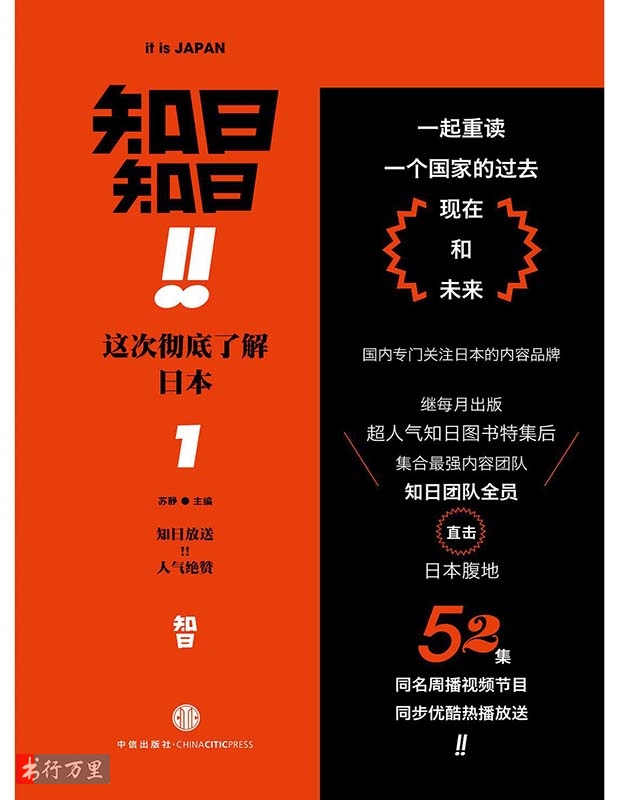 it is JAPAN
知日
知日
!!
这次彻底了解
日本
1
苏静 ● 主编
知日放送
!!
人气绝赞
知日
中信出版社·CHINACITICPRESS
书行万里
一起重读
一个国家的过去
现在
和
未来
国内专门关注日本的内容品牌
继每月出版
超人气知日图书特集后
集合最强内容团队
知日团队全员
直击
日本腹地
52集
同名周播视频节目
同步优酷热播放送
!!